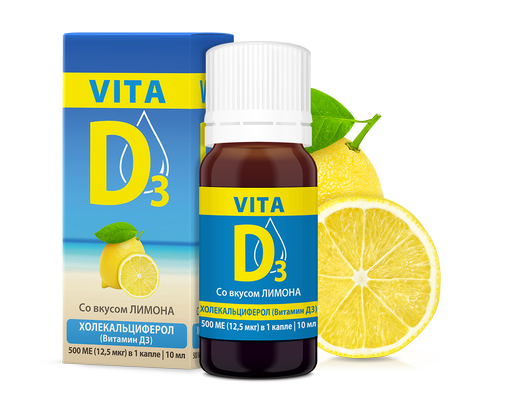 VITA
D3
Со вкусом ЛИМОНА
ХОЛЕКАЛЬЦИФЕРОЛ
(Витамин Д3)
500 МЕ (12,5 мкг) в 1 капле | 10 мл
VITA
D3
Со вкусом ЛИМОНА
ХОЛЕКАЛЬЦИФЕРОЛ (Витамин Д3)
500 МЕ (12,5 мкг) в 1 капле | 10 мл